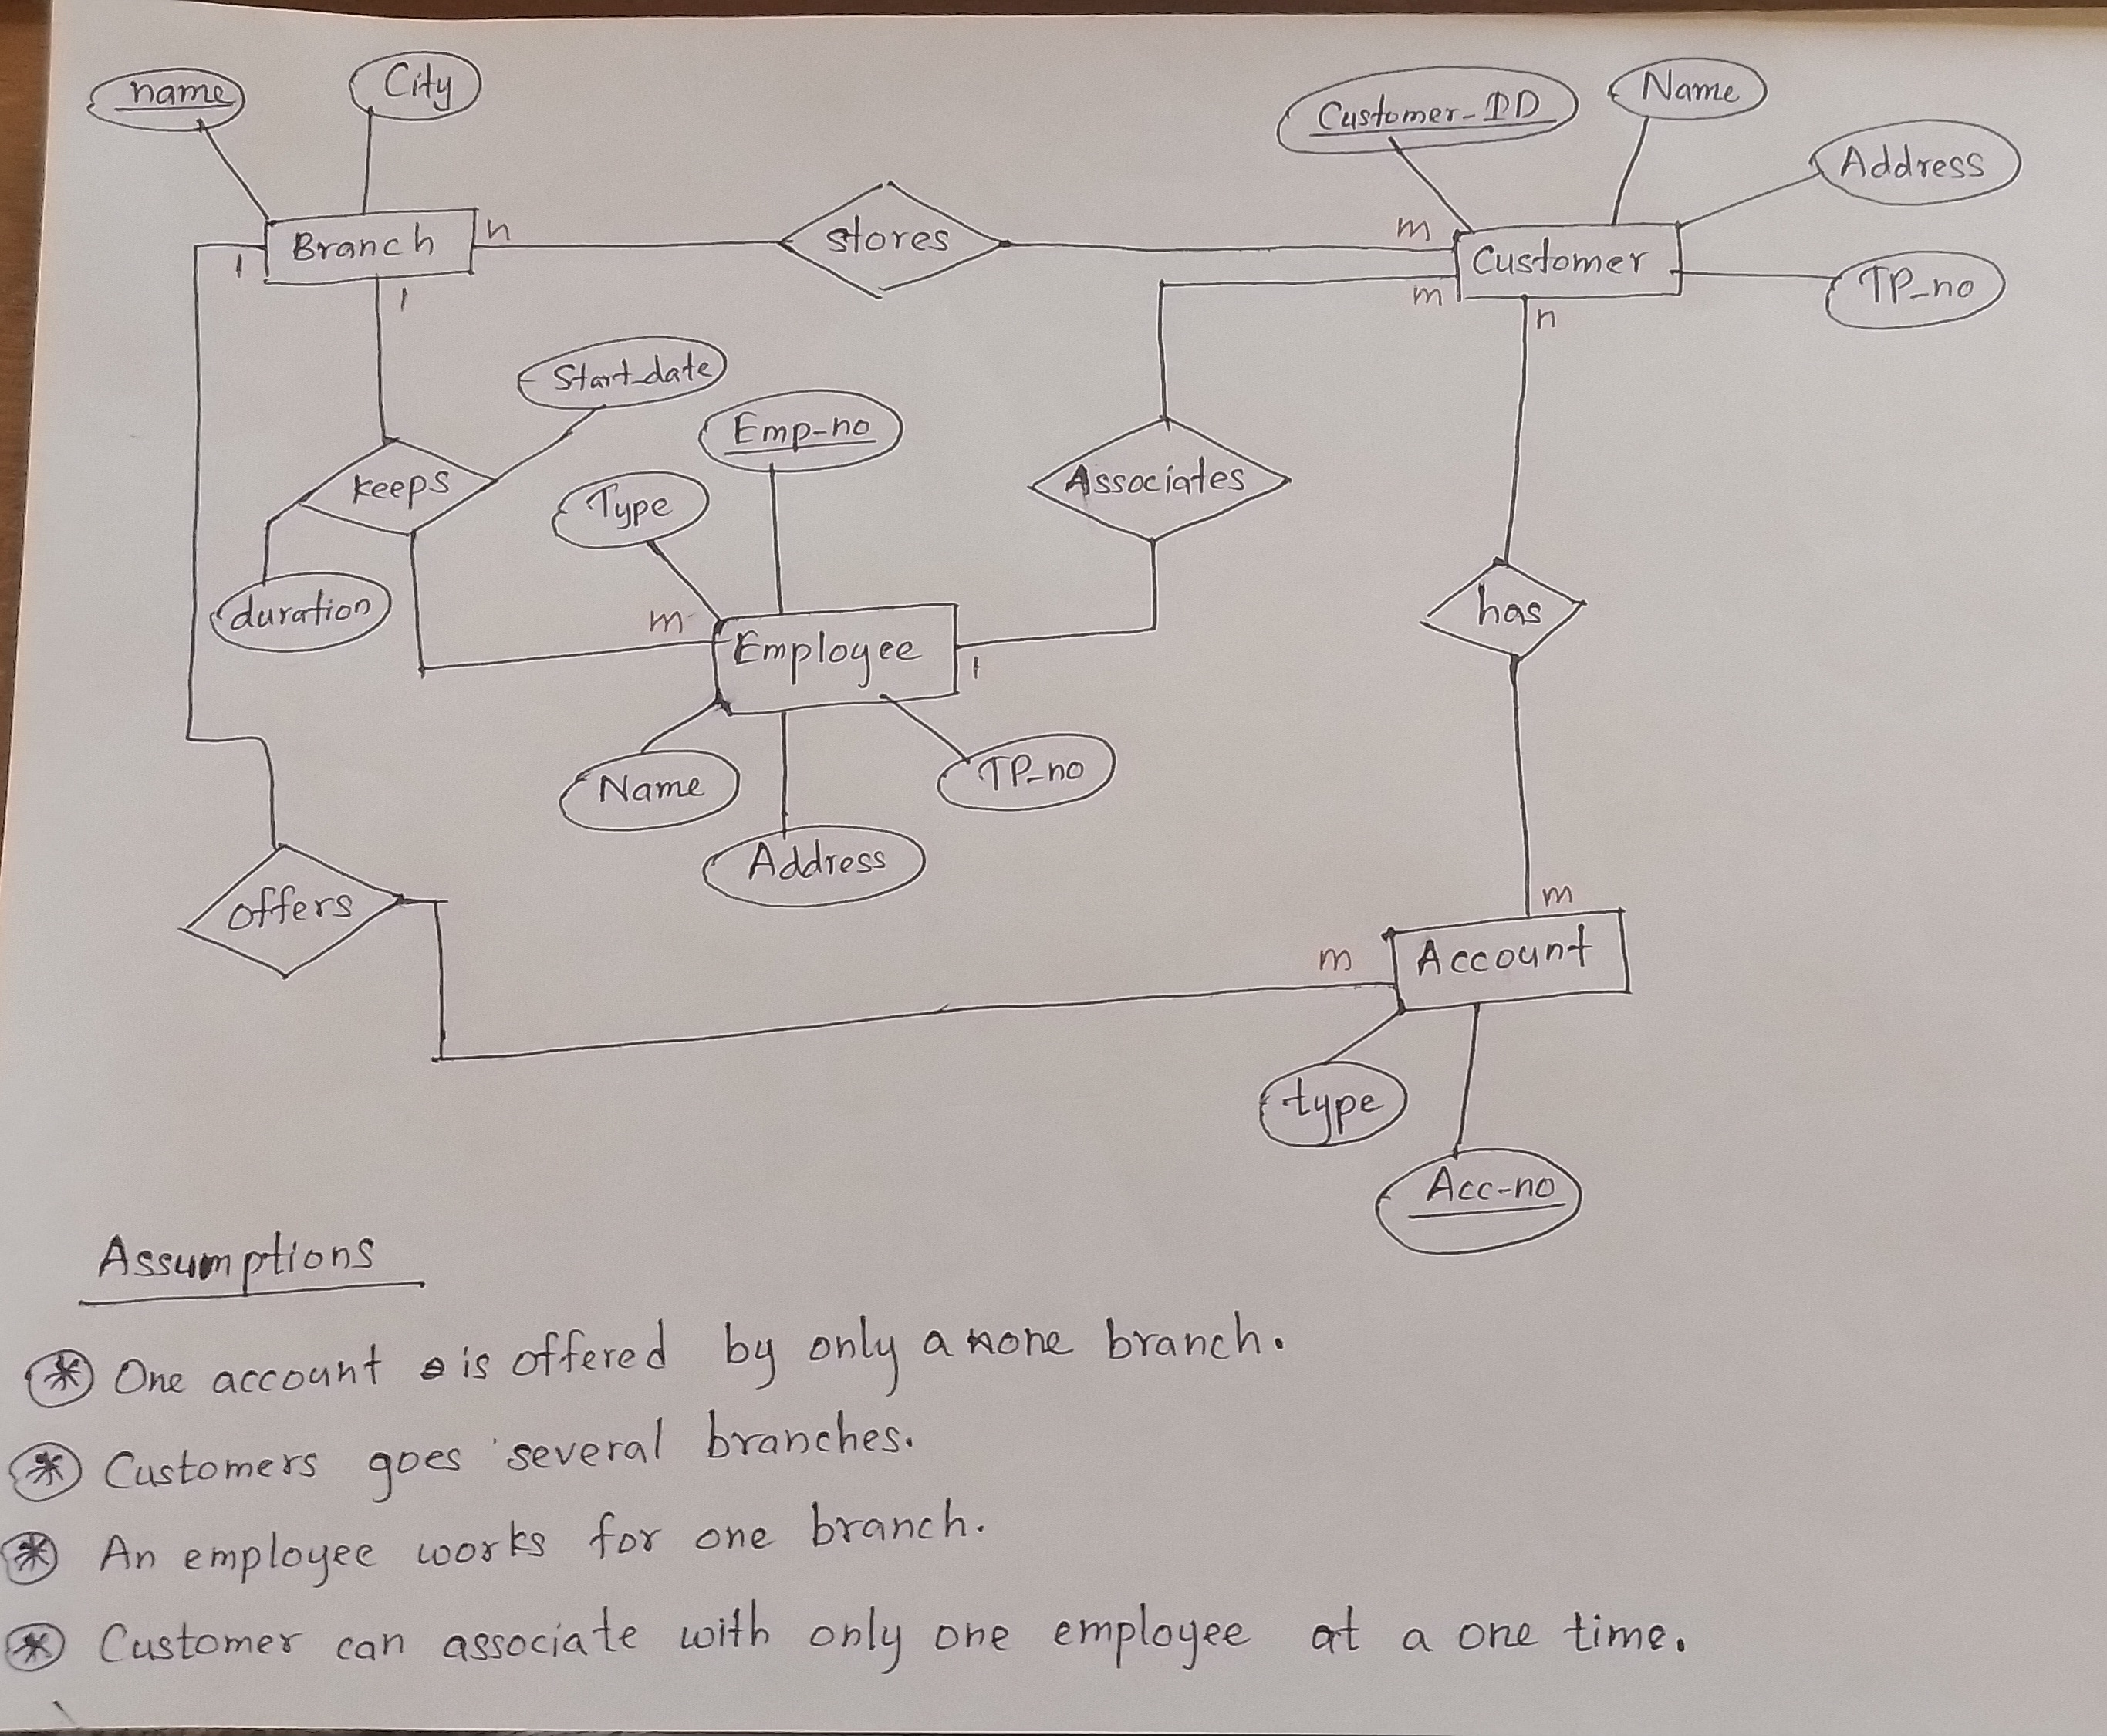 name
City
Customer-ID
Name
Address
Branch
n
stores
m
Customer
TP-no
1
1
m
n
Start-date
Emp-no
keeps
Type
Associates
duration
m
Employee
1
has
Name
TP-no
Address
offers
m
m
Account
type
Acc-no
Assumptions
* One account is offered by only a one branch.
* Customers goes several branches.
* An employee works for one branch.
* Customer can associate with only one employee at a one time.